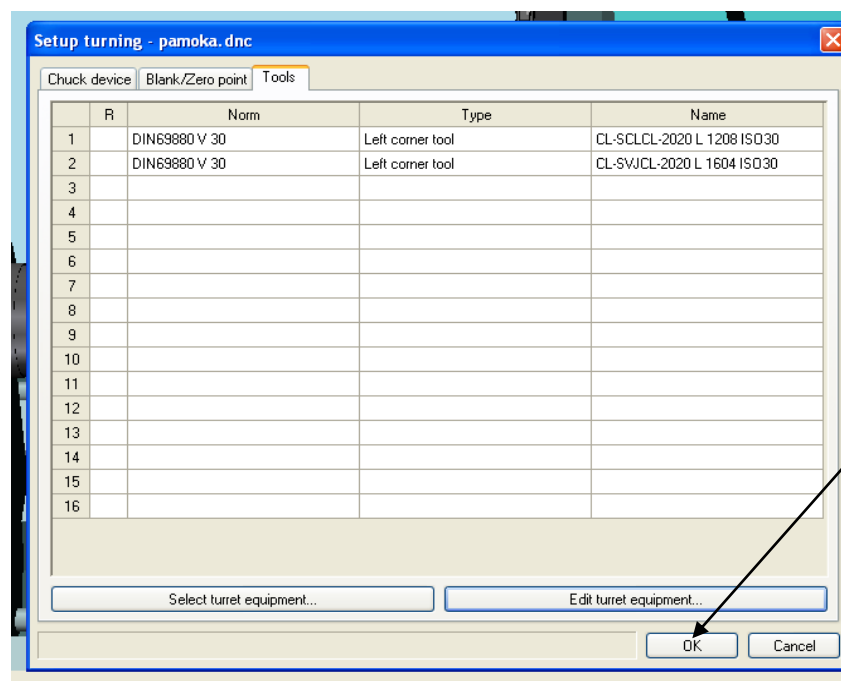 Setup turning - pamoka.dnc
Chuck device Blank/Zero point Tools
R Norm Type Name
1 DIN69880 V 30 Left corner tool CL-SCLCL-2020 L 1208 ISO30
2 DIN69880 V 30 Left corner tool CL-SVJCL-2020 L 1604 ISO30
3
4
5
6
7
8
9
10
11
12
13
14
15
16
Select turret equipment... Edit turret equipment...
OK Cancel